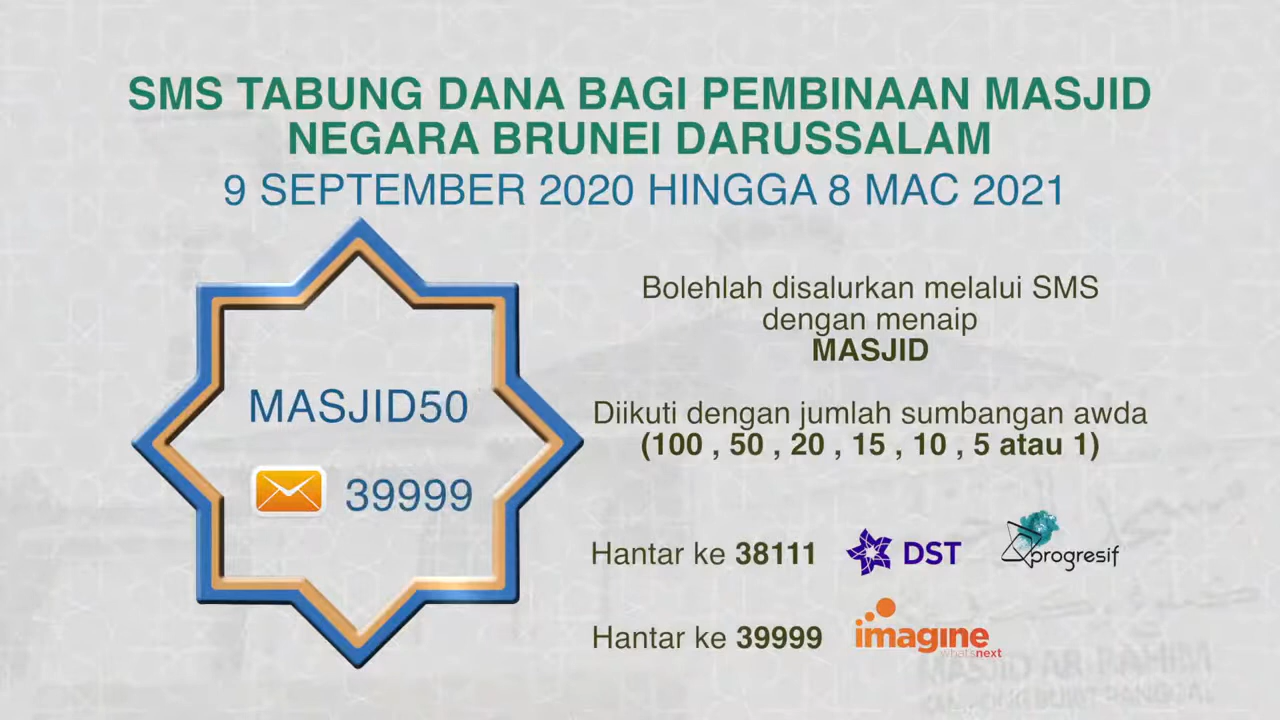 SMS TABUNG DANA BAGI PEMBINAAN MASJID
NEGARA BRUNEI DARUSSALAM
9 SEPTEMBER 2020 HINGGA 8 MAC 2021
MASJID50
39999
Bolehlah disalurkan melalui SMS
dengan menaip
MASJID
Diikuti dengan jumlah sumbangan awda
(100 , 50 , 20 , 15 , 10 , 5 atau 1)
Hantar ke 38111 DST progresif
Hantar ke 39999 imagine
whatsnext